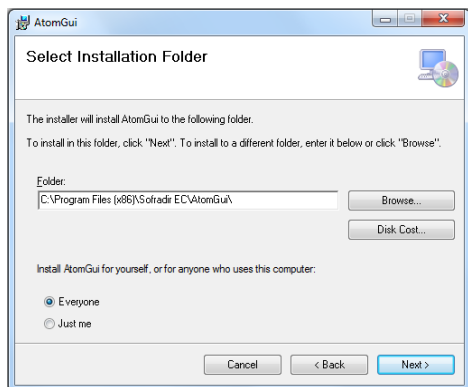 AtomGui
Select Installation Folder
The installer will install AtomGui to the following folder.
To install in this folder, click "Next". To install to a different folder, enter it below or click "Browse".
Folder:
C:\Program Files (x86)\Sofradir EC\AtomGui\
Browse...
Disk Cost...
Install AtomGui for yourself, or for anyone who uses this computer:
Everyone
Just me
Cancel
< Back
Next >